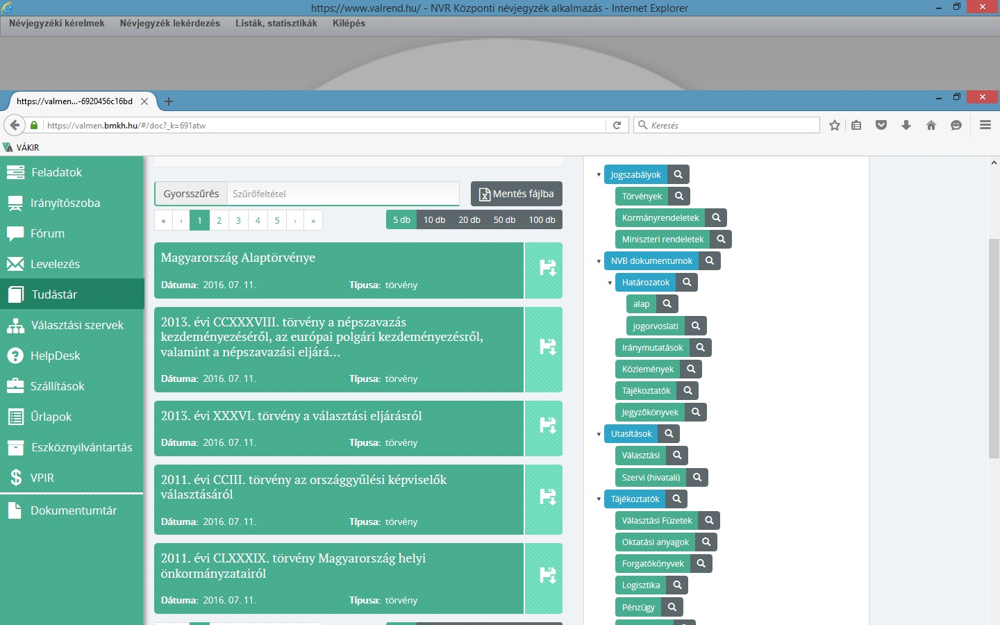 https://www.valrend.hu/ - NVR Központi névjegyzék alkalmazás - Internet Explorer
Névjegyzéki kérelmek Névjegyzék lekérdezés Listák, statisztikák Kilépés
https://valmen...-6920456c16bd
https://valmen.bmkh.hu/#/doc?_k=691atw
Keresés
VÁKIR
Feladatok
Irányítószoba
Fórum
Levelezés
Tudástár
Választási szervek
HelpDesk
Szállítások
Űrlapok
Eszköznyilvántartás
VPIR
Dokumentumtár
Gyorsszűrés Szűrőfeltétel Mentés fájlba
« ‹ 1 2 3 4 5 › » 5 db 10 db 20 db 50 db 100 db
Magyarország Alaptörvénye
Dátuma: 2016. 07. 11. Típusa: törvény
2013. évi CCXXXVIII. törvény a népszavazás
kezdeményezéséről, az európai polgári kezdeményezésről,
valamint a népszavazási eljárá...
Dátuma: 2016. 07. 11. Típusa: törvény
2013. évi XXXVI. törvény a választási eljárásról
Dátuma: 2016. 07. 11. Típusa: törvény
2011. évi CCIII. törvény az országgyűlési képviselők
választásáról
Dátuma: 2016. 07. 11. Típusa: törvény
2011. évi CLXXXIX. törvény Magyarország helyi
önkormányzatairól
Dátuma: 2016. 07. 11. Típusa: törvény
Jogszabályok
Törvények
Kormányrendeletek
Miniszteri rendeletek
NVB dokumentumok
Határozatok
alap
jogorvoslati
Iránymutatások
Közlemények
Tájékoztatók
Jegyzőkönyvek
Utasítások
Választási
Szervi (hivatali)
Tájékoztatók
Választási Füzetek
Oktatási anyagok
Forgatókönyvek
Logisztika
Pénzügy